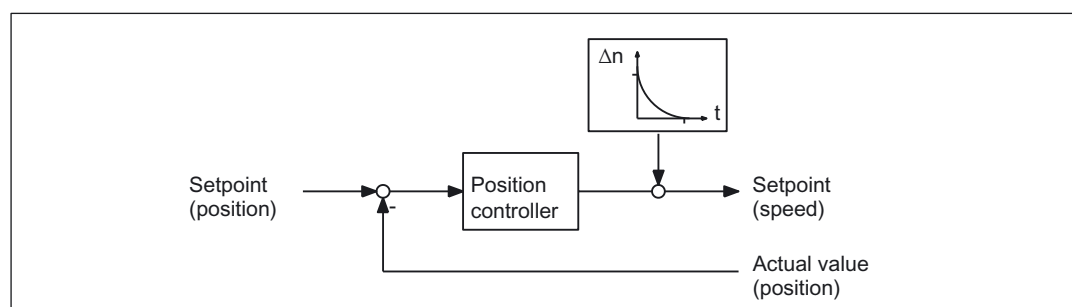 Δn
t
Setpoint
(position)
-
Position
controller
Setpoint
(speed)
Actual value
(position)